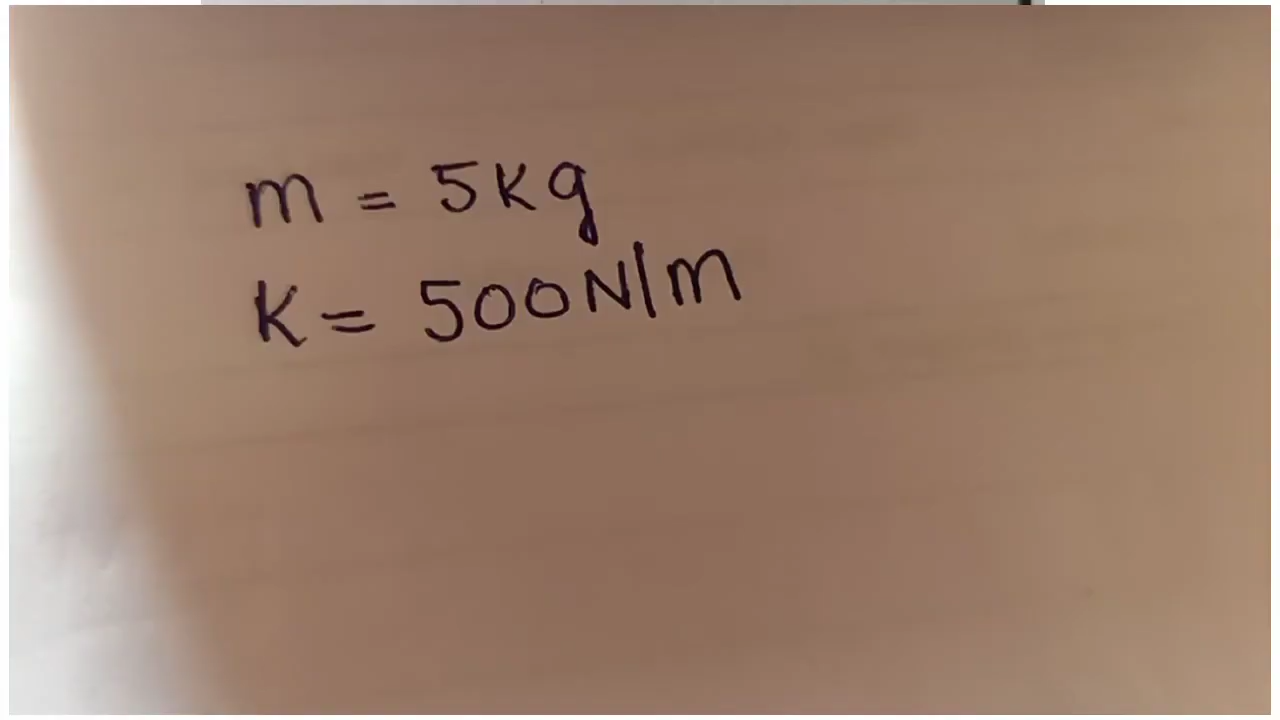 m = 5kg
K = 500N/m